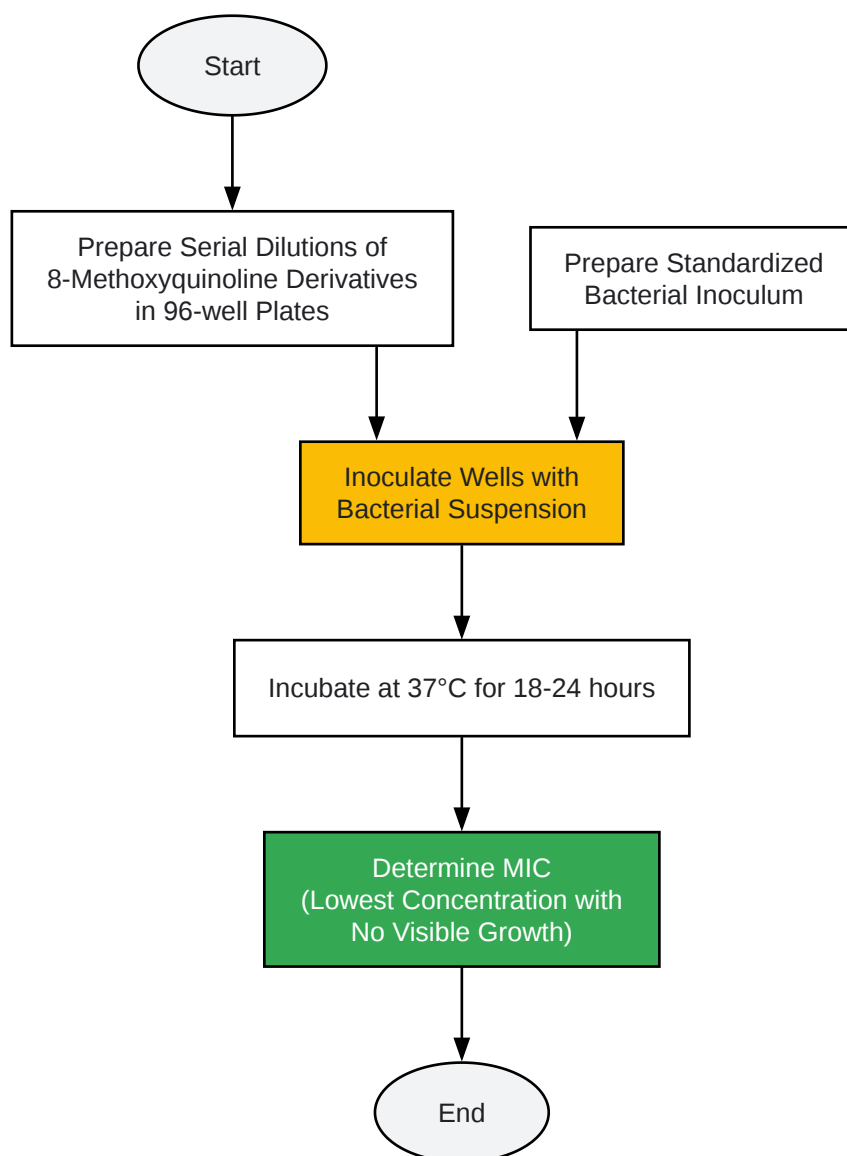 Start
Prepare Serial Dilutions of
8-Methoxyquinoline Derivatives
in 96-well Plates
Prepare Standardized
Bacterial Inoculum
Inoculate Wells with
Bacterial Suspension
Incubate at 37°C for 18-24 hours
Determine MIC
(Lowest Concentration with
No Visible Growth)
End